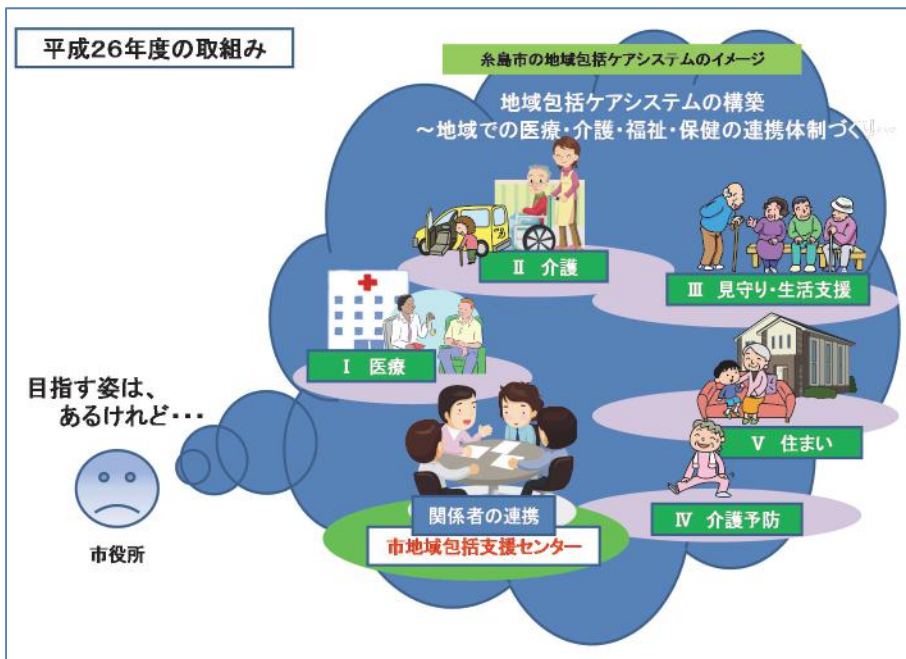 平成26年度の取組み
糸島市の地域包括ケアシステムのイメージ
地域包括ケアシステムの構築
~地域での医療・介護・福祉・保健の連携体制づくり~
Ⅱ 介護
Ⅲ 見守り・生活支援
Ⅰ 医療
目指す姿は、
あるけれど・・・
Ⅴ 住まい
Ⅳ 介護予防
関係者の連携
市地域包括支援センター
市役所